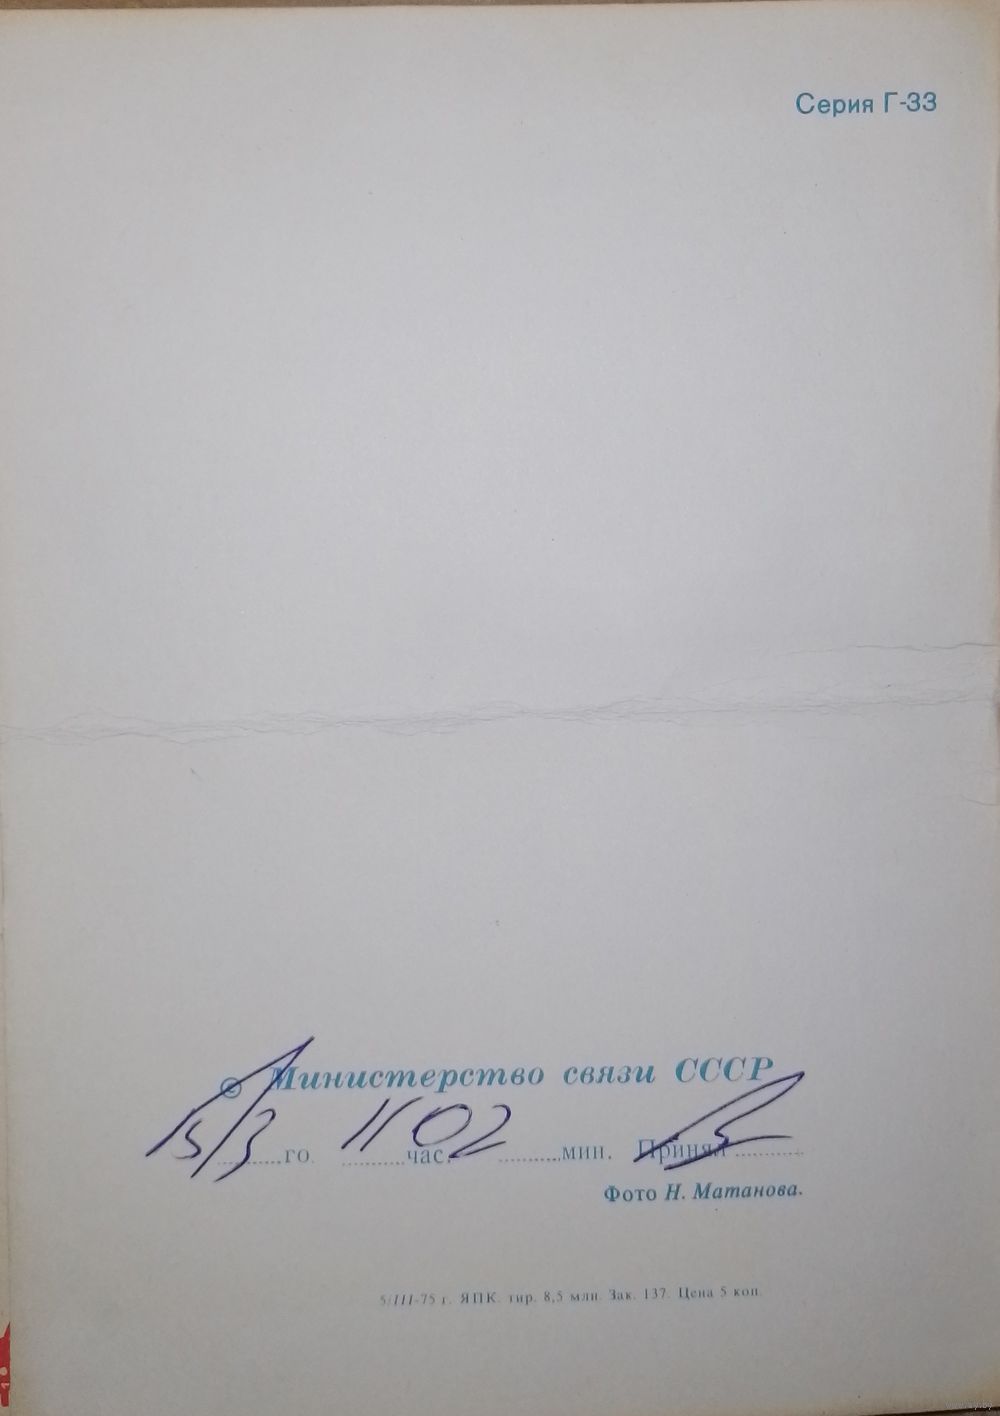 Серия Г-33
© Министерство связи СССР
15/3 го. 11 час. 02 мин. Принял
Фото Н. Матанова.
5/III-75 г. ЯПК. тир. 8,5 млн. Зак. 137. Цена 5 коп.